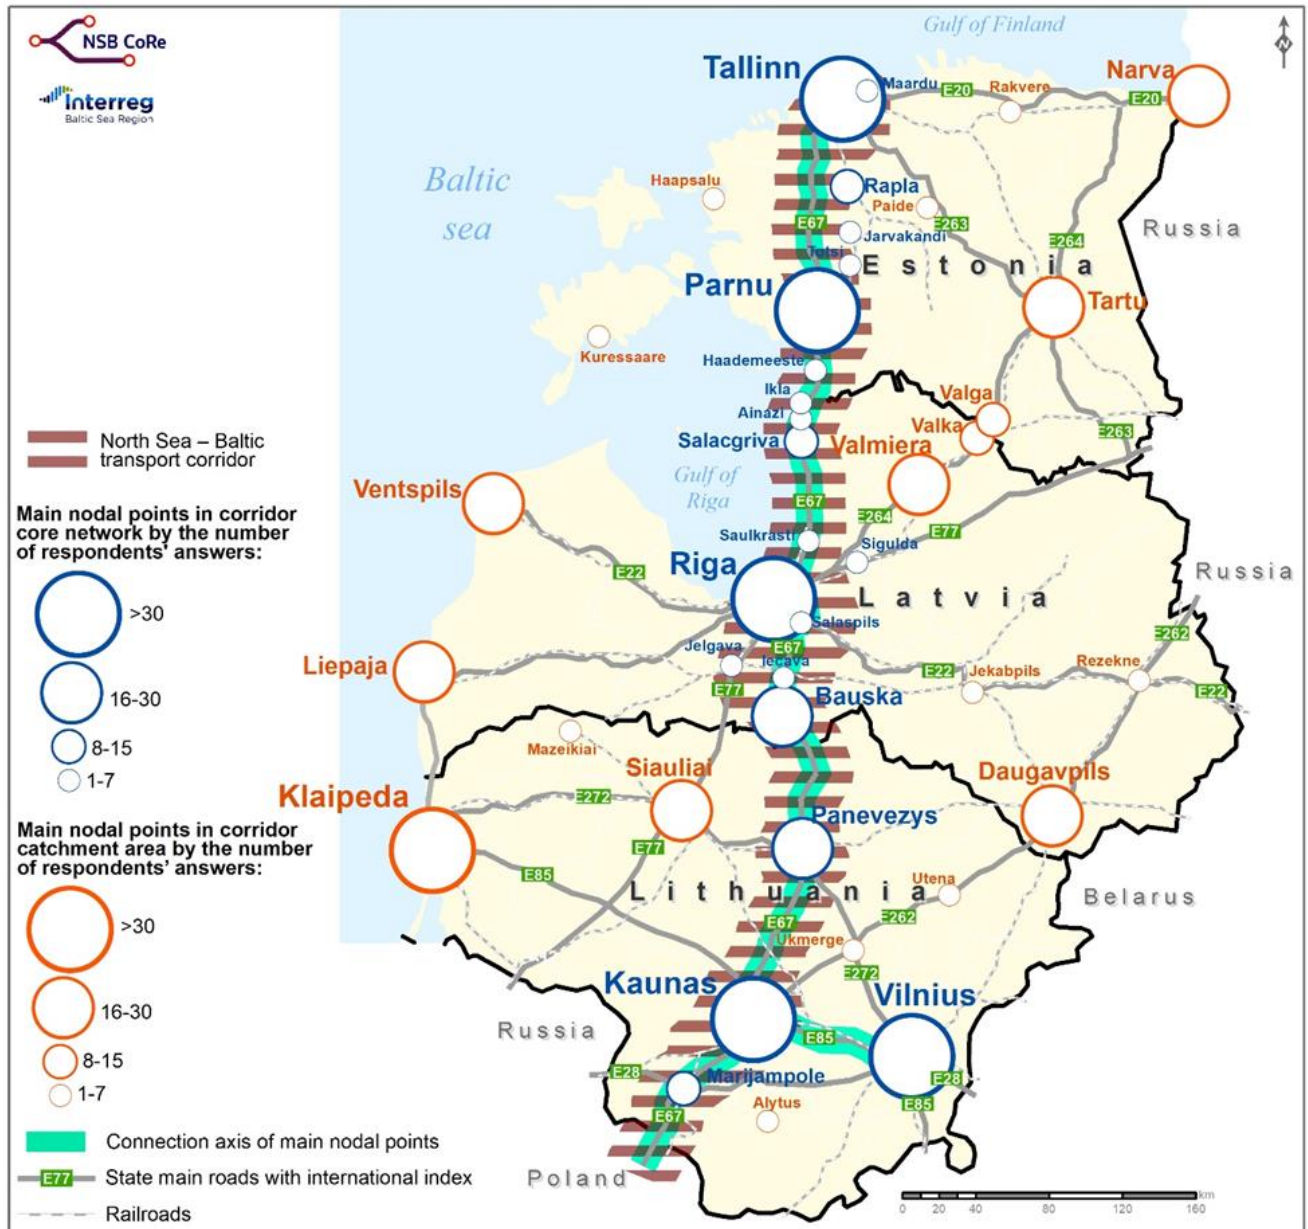 NSB CoRe
Interreg
Baltic Sea Region
Gulf of Finland
N
Tallinn
Maardu
E20
Rakvere
Narva
E20
Baltic
sea
Haapsalu
Rapla
Paide
E67
E263
Jarvakandi
Russia
E264
Totsi
Estonia
Parnu
Tartu
Kuressaare
Haademeeste
Ikla
Valga
Ainazi
Valka
E263
Salacgriva
Valmiera
North Sea – Baltic
transport corridor
Gulf of
Riga
Ventspils
E67
E264
E77
Main nodal points in corridor
core network by the number
of respondents' answers:
Saulkrasti
Sigulda
Riga
E22
Russia
>30
Latvia
Salaspils
E262
Jelgava
E67
Iecava
Liepaja
Rezekne
E22
Jekabpils
E77
E22
16-30
Bauska
8-15
Mazeikiai
1-7
Siauliai
Daugavpils
Klaipeda
E272
Panevezys
Main nodal points in corridor
catchment area by the number
of respondents' answers:
E77
E85
Utena
Lithuania
Belarus
>30
E67
E262
Ukmerge
E272
Kaunas
Vilnius
16-30
Russia
E85
8-15
E28
Marijampole
E28
1-7
Alytus
E85
E67
Connection axis of main nodal points
Poland
E77
State main roads with international index
Railroads
km
0 20 40 80 120 160